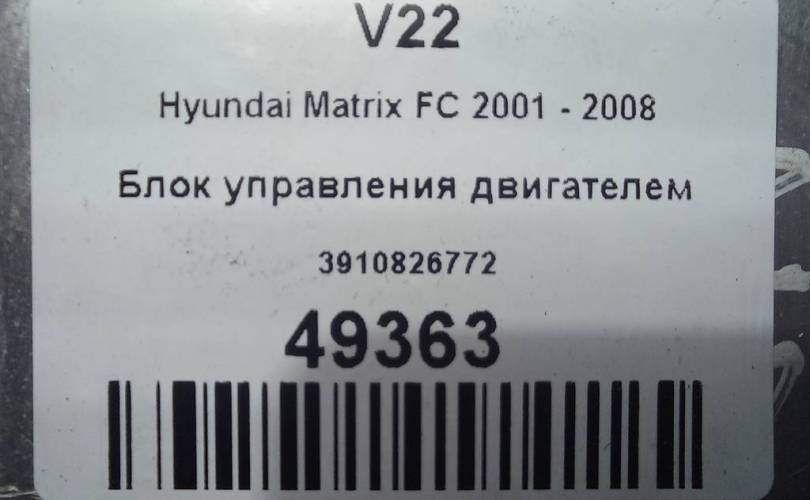 V22
Hyundai Matrix FC 2001 - 2008
Блок управления двигателем
3910826772
49363